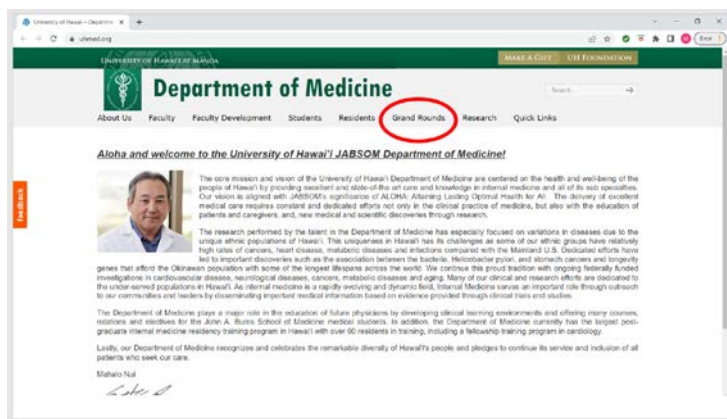 University of Hawaii – Departme
uhmed.org
Error
UNIVERSITY OF HAWAI'I AT MĀNOA
MAKE A GIFT UH FOUNDATION
Department of Medicine
Search...
About Us Faculty Faculty Development Students Residents Grand Rounds Research Quick Links
Aloha and welcome to the University of Hawai'i JABSOM Department of Medicine!
The core mission and vision of the University of Hawai'i Department of Medicine are centered on the health and well-being of the
people of Hawai'i by providing excellent and state-of-the art care and knowledge in internal medicine and all of its sub specialties.
Our vision is aligned with JABSOM's significance of ALOHA: Attaining Lasting Optimal Health for All. The delivery of excellent
medical care requires constant and dedicated efforts not only in the clinical practice of medicine, but also with the education of
patients and caregivers, and, new medical and scientific discoveries through research.
The research performed by the talent in the Department of Medicine has especially focused on variations in diseases due to the
unique ethnic populations of Hawai'i. This uniqueness in Hawai'i has its challenges as some of our ethnic groups have relatively
high rates of cancers, heart disease, metabolic diseases and infections compared with the Mainland U.S. Dedicated efforts have
led to important discoveries such as the association between the bacteria, Helicobacter pylori, and stomach cancers and longevity
genes that afford the Okinawan population with some of the longest lifespans across the world. We continue this proud tradition with ongoing federally funded
investigations in cardiovascular disease, neurological diseases, cancers, metabolic diseases and aging. Many of our clinical and research efforts are dedicated to
the under-served populations in Hawai'i. As internal medicine is a rapidly evolving and dynamic field, Internal Medicine serves an important role through outreach
to our communities and leaders by disseminating important medical information based on evidence provided through clinical trials and studies.
The Department of Medicine plays a major role in the education of future physicians by developing clinical learning environments and offering many courses,
rotations and electives for the John A. Burns School of Medicine medical students. In addition, the Department of Medicine currently has the largest post-
graduate internal medicine residency training program in Hawai'i with over 60 residents in training, including a fellowship training program in cardiology.
Lastly, our Department of Medicine recognizes and celebrates the remarkable diversity of Hawai'i's people and pledges to continue its service and inclusion of all
patients who seek our care.
Mahalo Nui
feedback